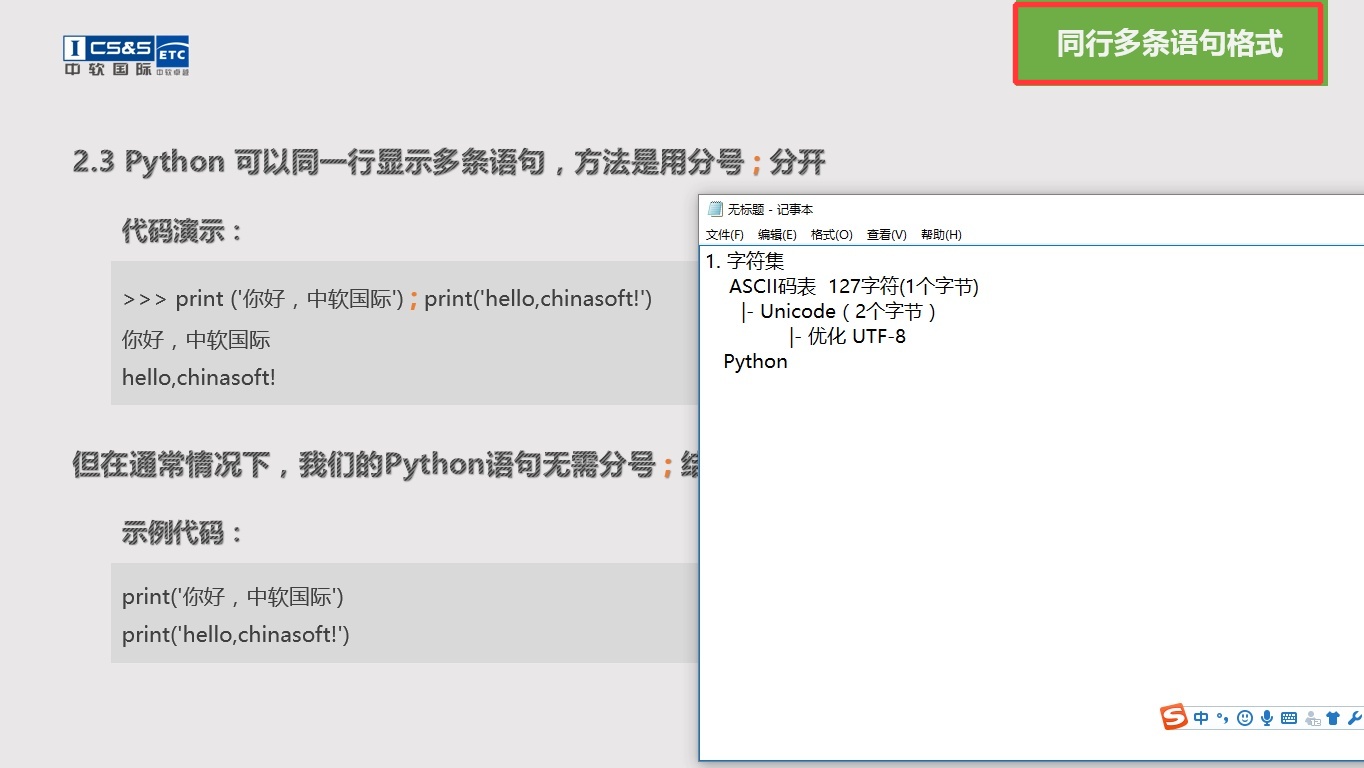 I CS&S ETC
中软国际 中软卓越
同行多条语句格式
2.3 Python 可以同一行显示多条语句，方法是用分号；分开
代码演示：
>>> print ('你好，中软国际')；print('hello,chinasoft!')
你好，中软国际
hello,chinasoft!
但在通常情况下，我们的Python语句无需分号；
示例代码：
print('你好，中软国际')
print('hello,chinasoft!')
无标题 - 记事本
文件(F) 编辑(E) 格式(O) 查看(V) 帮助(H)
1. 字符集
ASCII码表 127字符(1个字节)
|- Unicode（2个字节）
|- 优化 UTF-8
Python
S 中